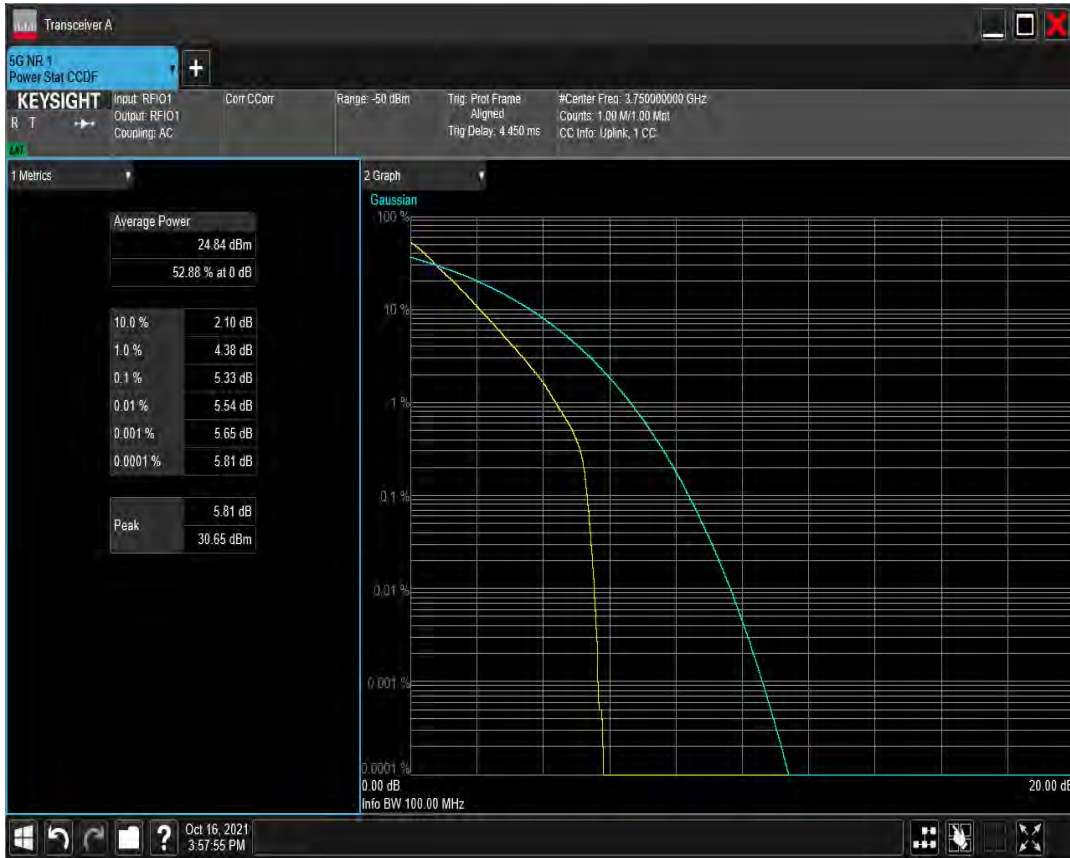 Transceiver A
5G NR 1
Power Stat CCDF
+
KEYSIGHT
R T
LXI
Input: RFIO1
Output: RFIO1
Coupling: AC
Corr CCorr
Range: -50 dBm
Trig: Prot Frame
Aligned
Trig Delay: 4.450 ms
#Center Freq: 3.750000000 GHz
Counts: 1.00 M/1.00 Mpt
CC Info: Uplink, 1 CC
1 Metrics
Average Power
24.84 dBm
52.88 % at 0 dB
10.0 % 2.10 dB
1.0 % 4.38 dB
0.1 % 5.33 dB
0.01 % 5.54 dB
0.001 % 5.65 dB
0.0001 % 5.81 dB
Peak
5.81 dB
30.65 dBm
2 Graph
Gaussian
100 %
10 %
1 %
0.1 %
0.01 %
0.001 %
0.0001 %
0.00 dB
20.00 dB
Info BW 100.00 MHz
?
Oct 16, 2021
3:57:55 PM